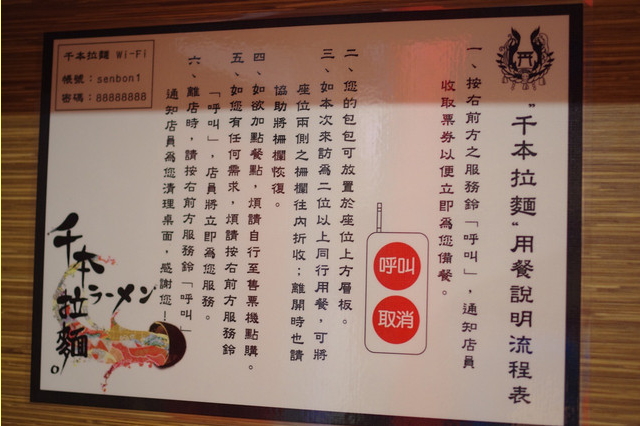 "千本拉麵"用餐說明流程表
一、按右前方之服務鈴「呼叫」，通知店員
收取票券以便立即為您備餐。
呼叫
取消
二、您的包包可放置於座位上方層板。
三、如本次來訪為二位以上同行用餐，可將
座位兩側之柵欄往內折收；離開時也請
協助將柵欄恢復。
四、如欲加點餐點，煩請自行至售票機點購。
五、如您有任何需求，煩請按右前方服務鈴
「呼叫」，店員將立即為您服務。
六、離店時，請按右前方服務鈴「呼叫」
通知店員為您清理桌面，感謝您！
千本拉麵 Wi-Fi
帳號：senbon1
密碼：88888888
千本
ラーメン
拉麵。